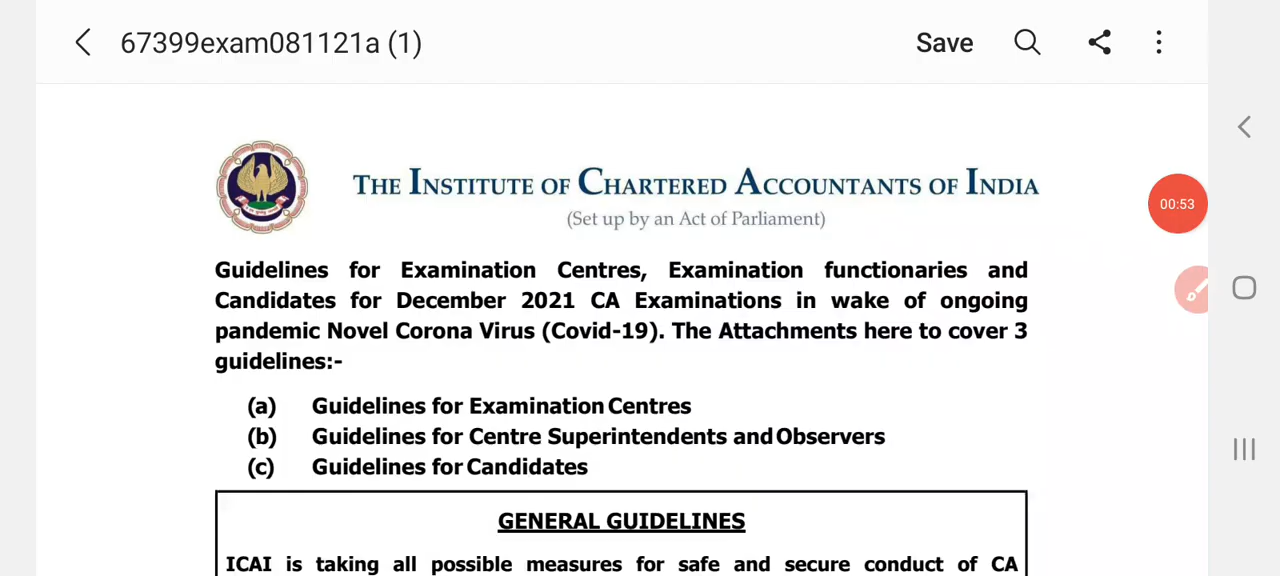 67399exam081121a (1)
Save
THE INSTITUTE OF CHARTERED ACCOUNTANTS OF INDIA
(Set up by an Act of Parliament)
00:53
Guidelines for Examination Centres, Examination functionaries and
Candidates for December 2021 CA Examinations in wake of ongoing
pandemic Novel Corona Virus (Covid-19). The Attachments here to cover 3
guidelines:-
(a) Guidelines for Examination Centres
(b) Guidelines for Centre Superintendents and Observers
(c) Guidelines for Candidates
GENERAL GUIDELINES
ICAI is taking all possible measures for safe and secure conduct of CA